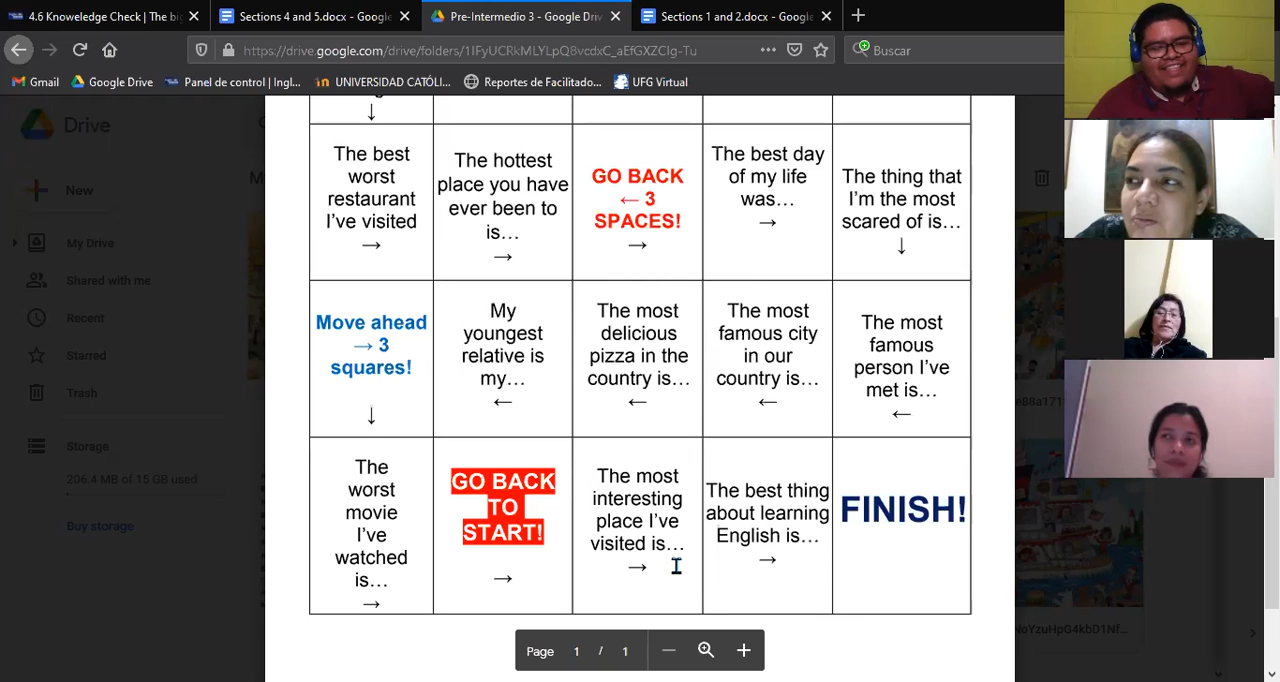 4.6 Knowledge Check | The big
Sections 4 and 5.docx - Google
Pre-Intermedio 3 - Google Driv
Sections 1 and 2.docx - Google
https://drive.google.com/drive/folders/1IFyUCRkMLYLpQ8vcdxC_aEfGXZCIg-Tu
Buscar
Gmail
Google Drive
Panel de control | Ingl...
in UNIVERSIDAD CATÓLI...
Reportes de Facilitado...
UFG Virtual
Drive
New
My Drive
Shared with me
Recent
Starred
Trash
Storage
206.4 MB of 15 GB used
Buy storage
↓
The best
worst
restaurant
I've visited
→
The hottest
place you have
ever been to
is…
→
GO BACK
← 3
SPACES!
→
The best day
of my life
was…
→
The thing that
I'm the most
scared of is…
↓
Move ahead
→ 3
squares!
↓
My
youngest
relative is
my…
←
The most
delicious
pizza in the
country is…
←
The most
famous city
in our
country is…
←
The most
famous
person I've
met is…
←
The
worst
movie
I've
watched
is…
→
GO BACK
TO
START!
→
The most
interesting
place I've
visited is…
→
The best thing
about learning
English is…
→
FINISH!
Page 1 / 1